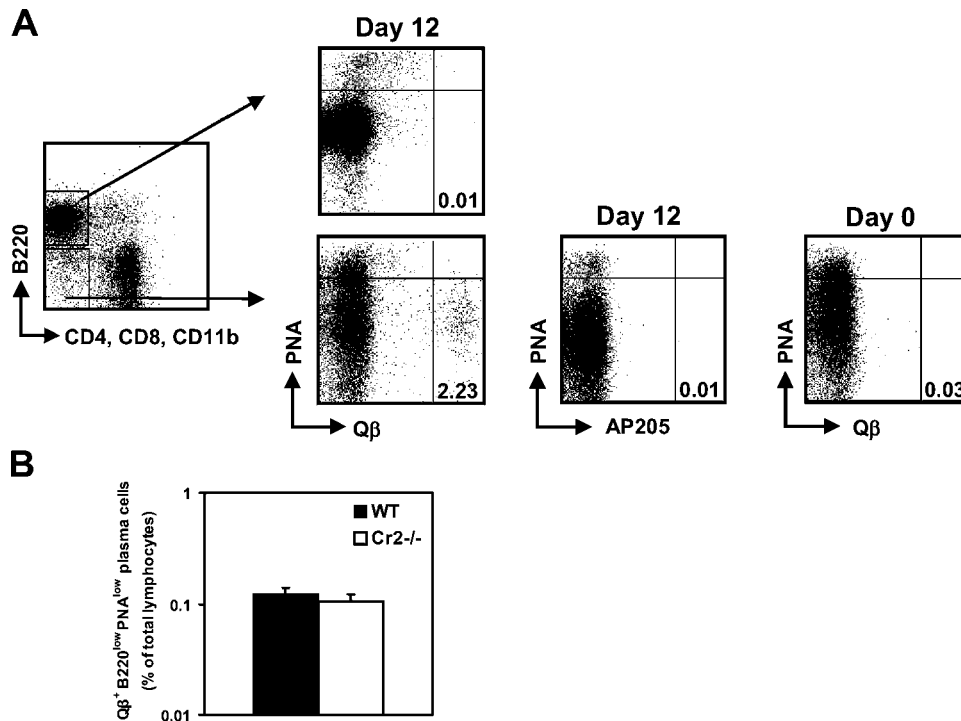 A
Day 12
0.01
B220
CD4, CD8, CD11b
PNA
2.23
Qβ
Day 12
PNA
0.01
AP205
Day 0
PNA
0.03
Qβ
B
Qβ⁺ B220ˡᵒʷ PNAˡᵒʷ plasma cells
(% of total lymphocytes)
1
0.1
0.01
WT
Cr2-/-